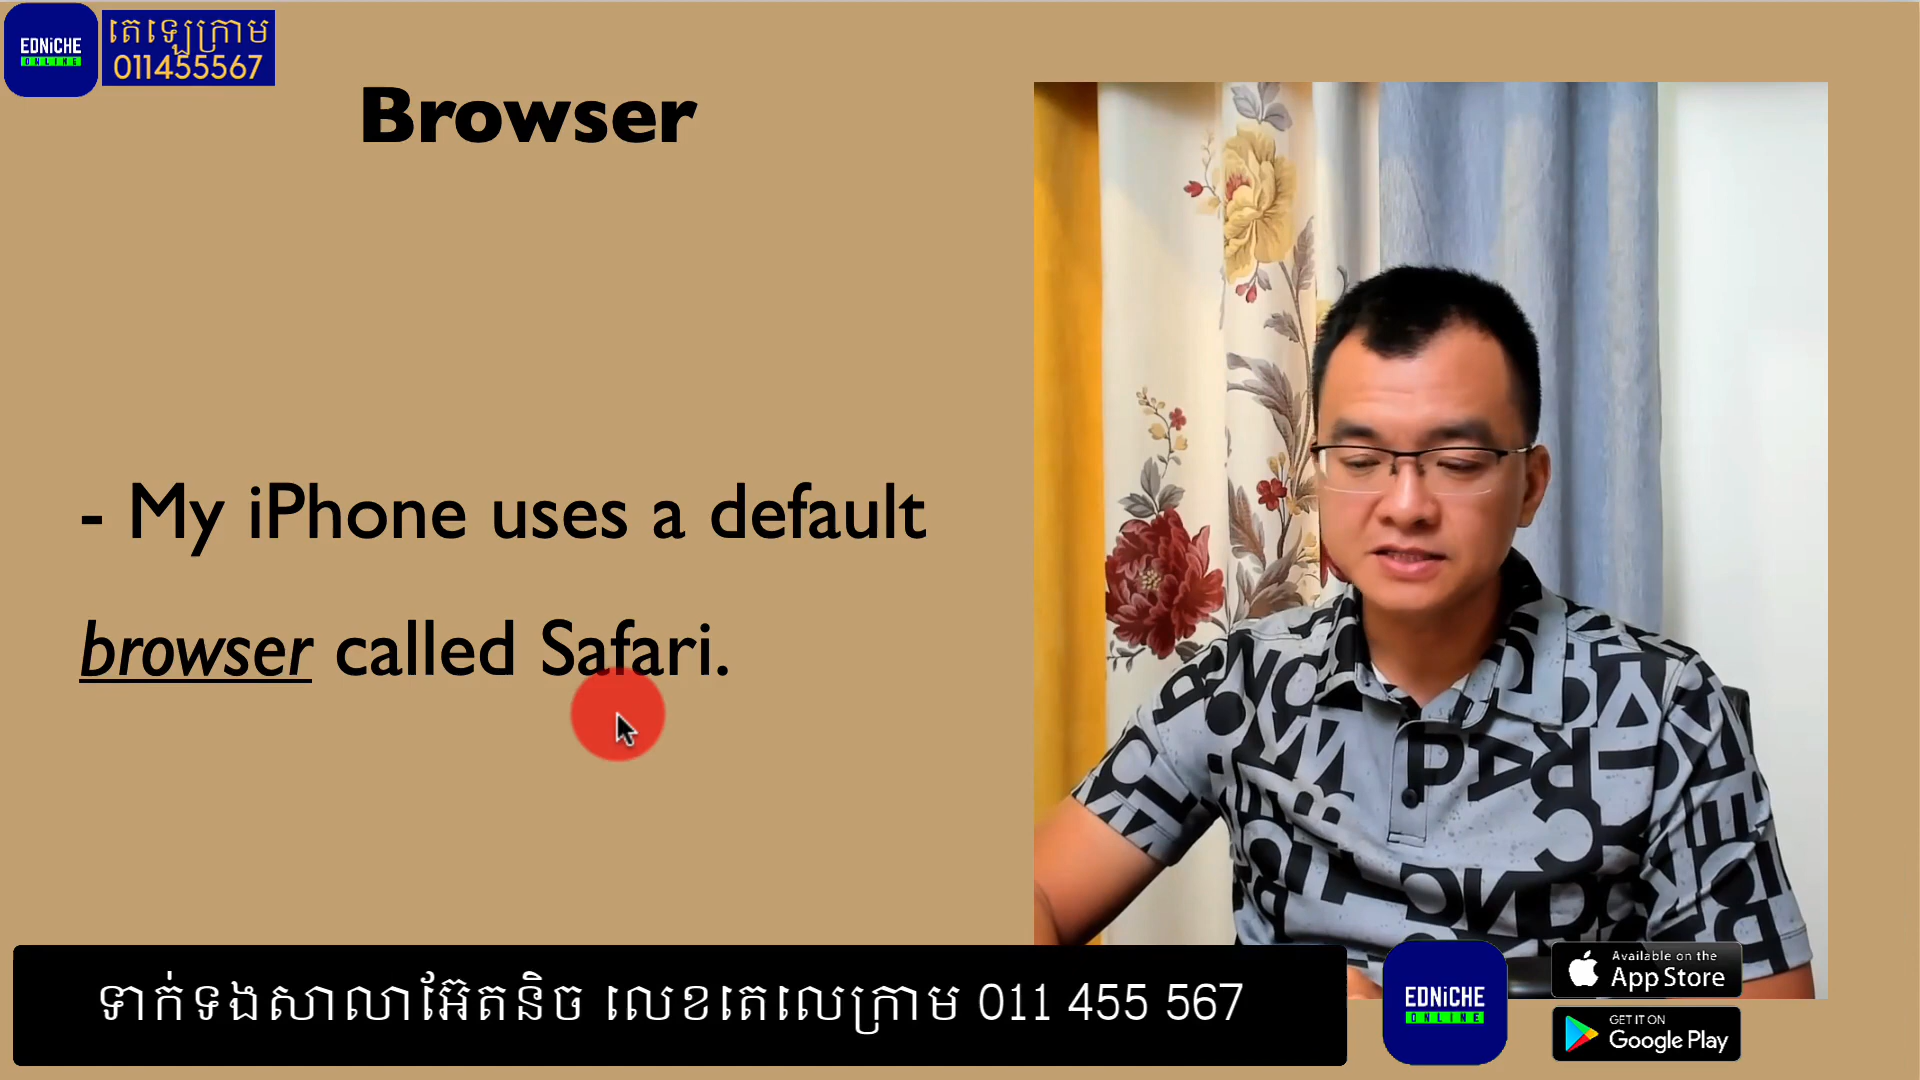 EDNiCHE
ONLINE
តេឡេក្រាម
011455567
Browser
- My iPhone uses a default
browser called Safari.
ទាក់ទងសាលាអ៊ែតនិច លេខតេលេក្រាម 011 455 567
EDNiCHE
ONLINE
Available on the
App Store
GET IT ON
Google Play